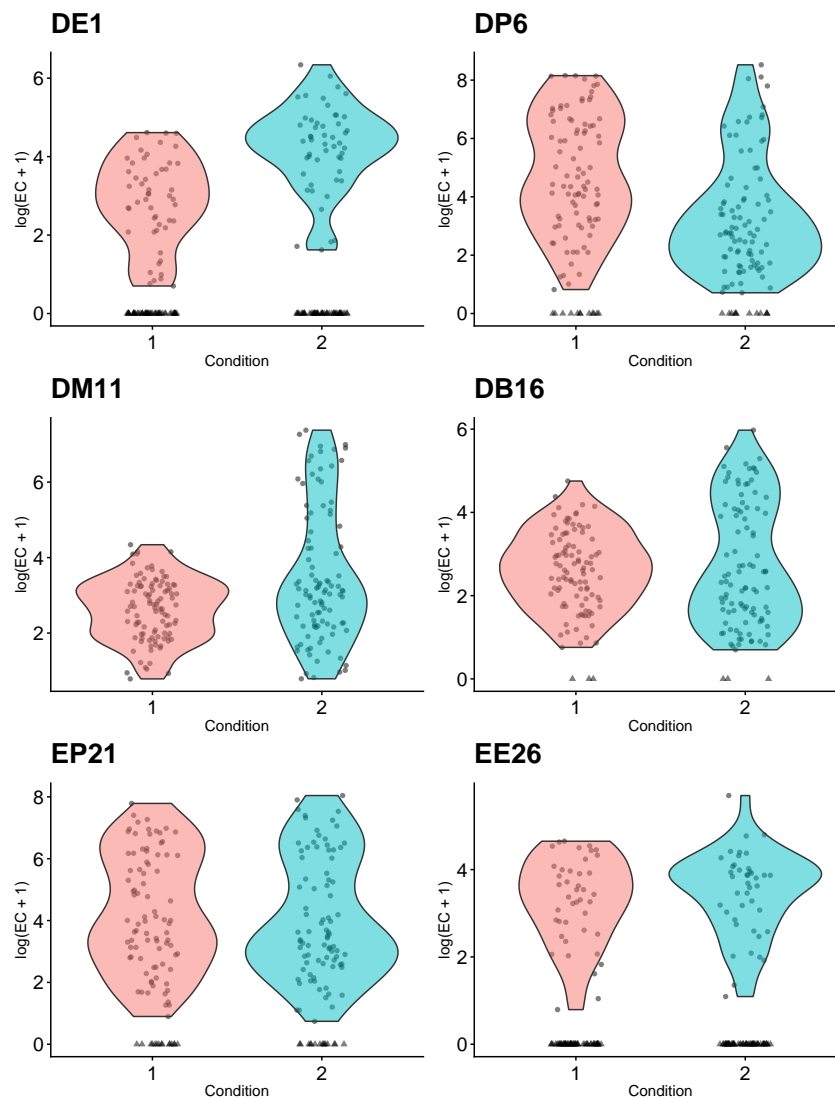 DE1 DP6
log(EC + 1)
6
4
2
0
1 2
Condition
log(EC + 1)
8
6
4
2
0
1 2
Condition
DM11 DB16
log(EC + 1)
6
4
2
1 2
Condition
log(EC + 1)
6
4
2
0
1 2
Condition
EP21 EE26
log(EC + 1)
8
6
4
2
0
1 2
Condition
log(EC + 1)
4
2
0
1 2
Condition